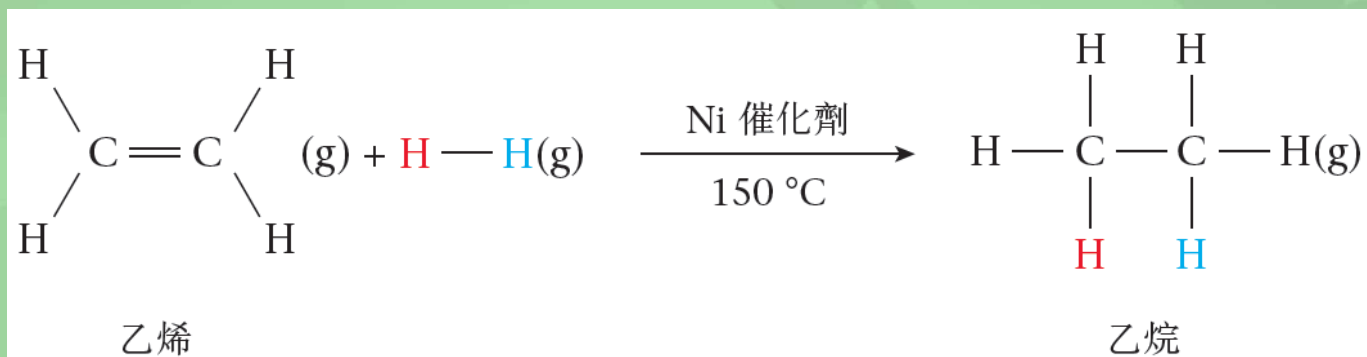 H H H H
C=C (g) + H—H(g) Ni 催化劑 H—C—C—H(g)
150 °C
H H H H
乙烯 乙烷